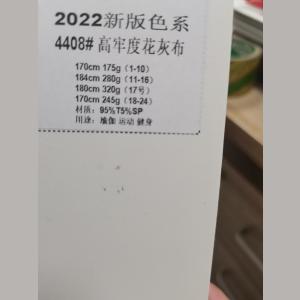 2022新版色系
4408# 高牢度花灰布
170cm 175g (1-10)
184cm 280g (11-16)
180cm 320g (17号)
170cm 245g (18-24)
材质：95%T5%SP
用途：瑜伽 运动 健身